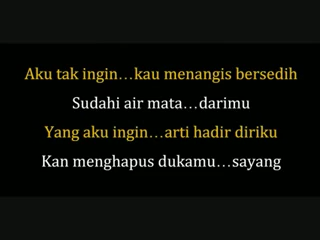 Aku tak ingin…kau menangis bersedih
Sudahi air mata…darimu
Yang aku ingin…arti hadir diriku
Kan menghapus dukamu…sayang